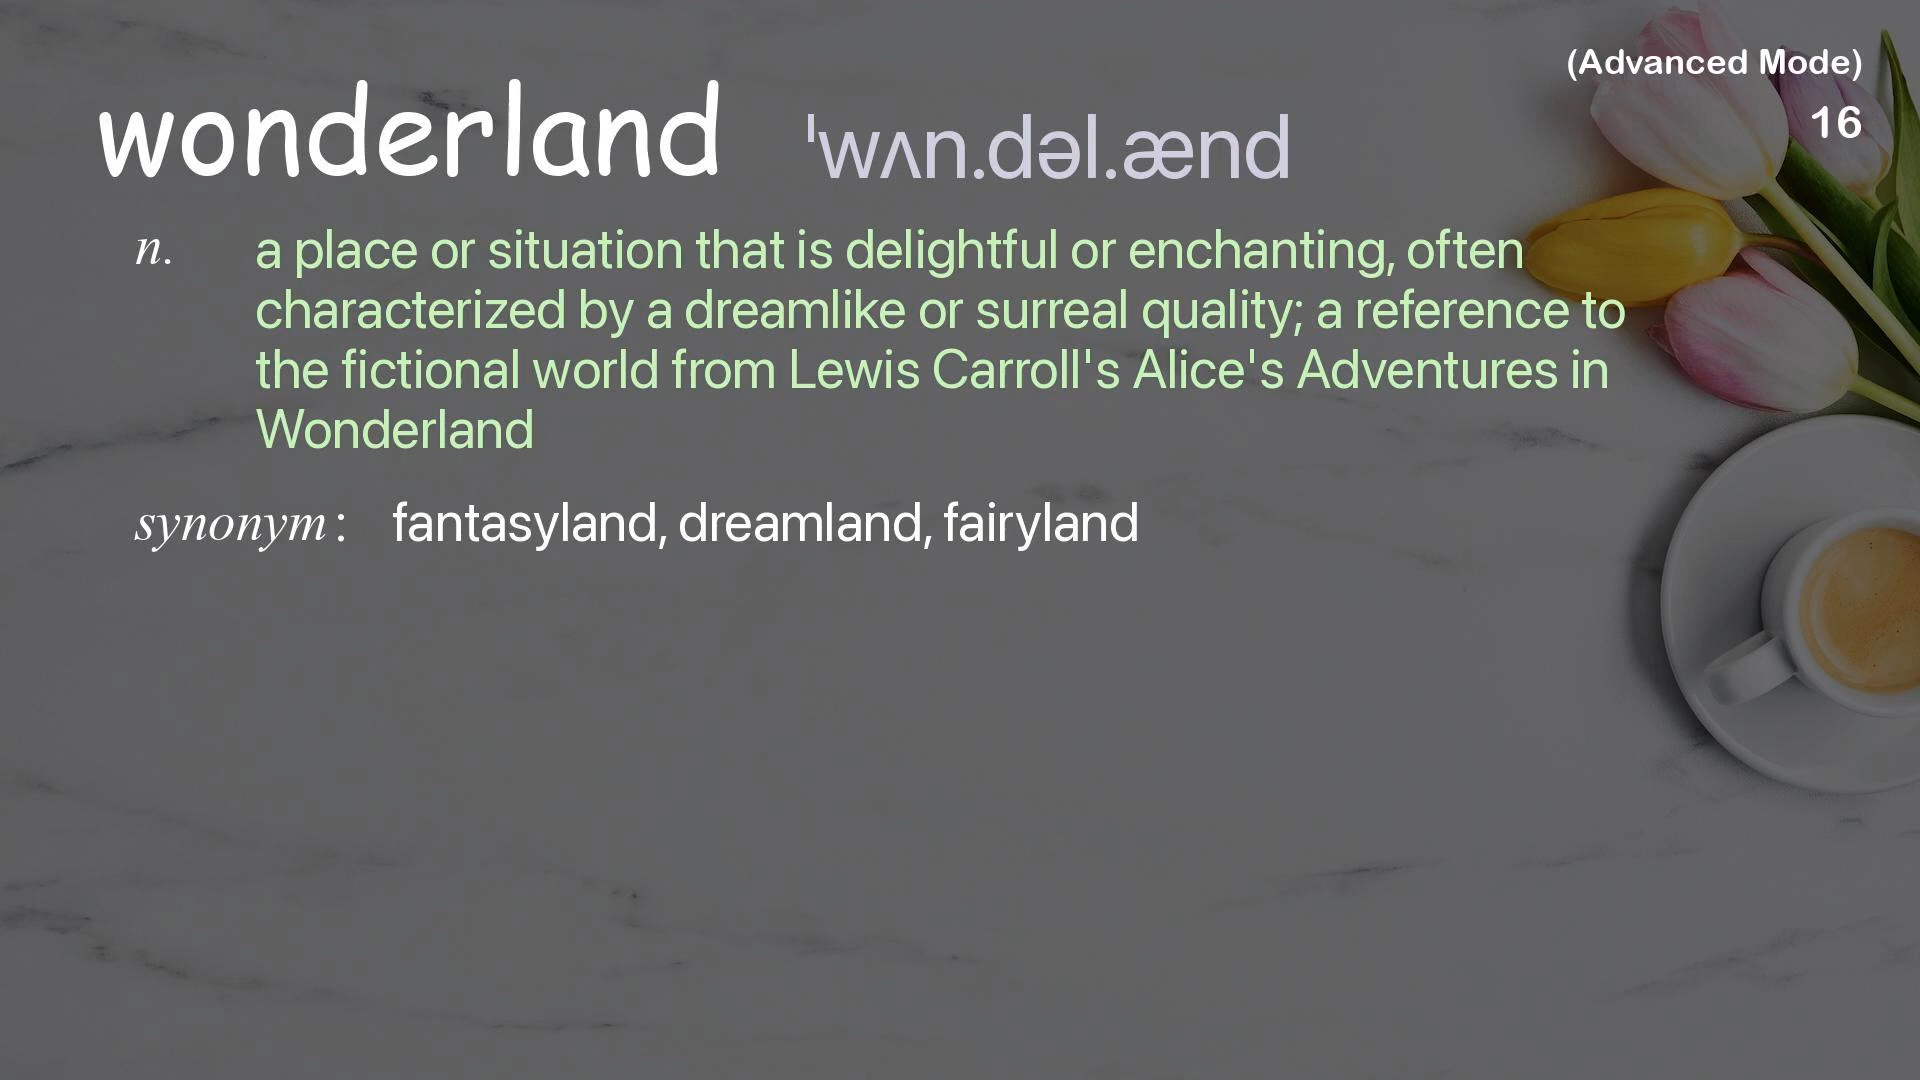 (Advanced Mode)
wonderland ˈwʌn.dəl.ænd
16
n. a place or situation that is delightful or enchanting, often
characterized by a dreamlike or surreal quality; a reference to
the fictional world from Lewis Carroll's Alice's Adventures in
Wonderland
synonym: fantasyland, dreamland, fairyland